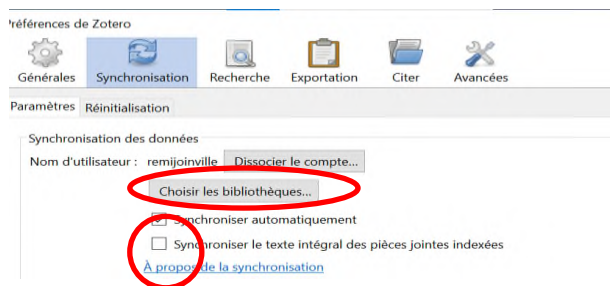 Préférences de Zotero
Générales Synchronisation Recherche Exportation Citer Avancées
Paramètres Réinitialisation
Synchronisation des données
Nom d'utilisateur : remijoinville Dissocier le compte...
Choisir les bibliothèques...
Synchroniser automatiquement
Synchroniser le texte intégral des pièces jointes indexées
À propos de la synchronisation